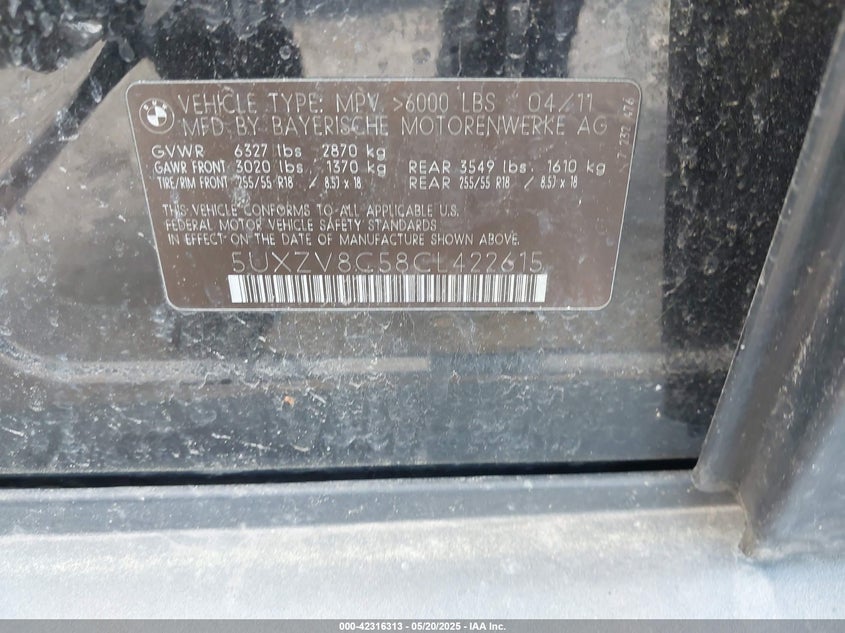 VEHICLE TYPE: MPV >6000 LBS 04/11
MFD BY BAYERISCHE MOTORENWERKE AG
GVWR 6327 lbs 2870 kg
GAWR FRONT 3020 lbs 1370 kg REAR 3549 lbs 1610 kg
TIRE/RIM FRONT 255/55 R18 / 8.5J x 18 REAR 255/55 R18 / 8.5J x 18
THIS VEHICLE CONFORMS TO ALL APPLICABLE U.S.
FEDERAL MOTOR VEHICLE SAFETY STANDARDS
IN EFFECT ON THE DATE OF MANUFACTURE SHOWN ABOVE.
5UXZV8C58CL422615
7 232 476
000-42316313 — 05/20/2025 — IAA Inc.